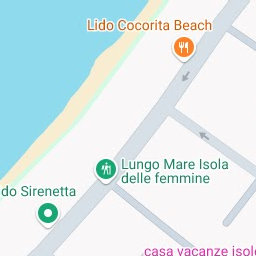 Lido Cocorita Beach
Lungo Mare Isola
delle femmine
do Sirenetta
casa vacanze isol